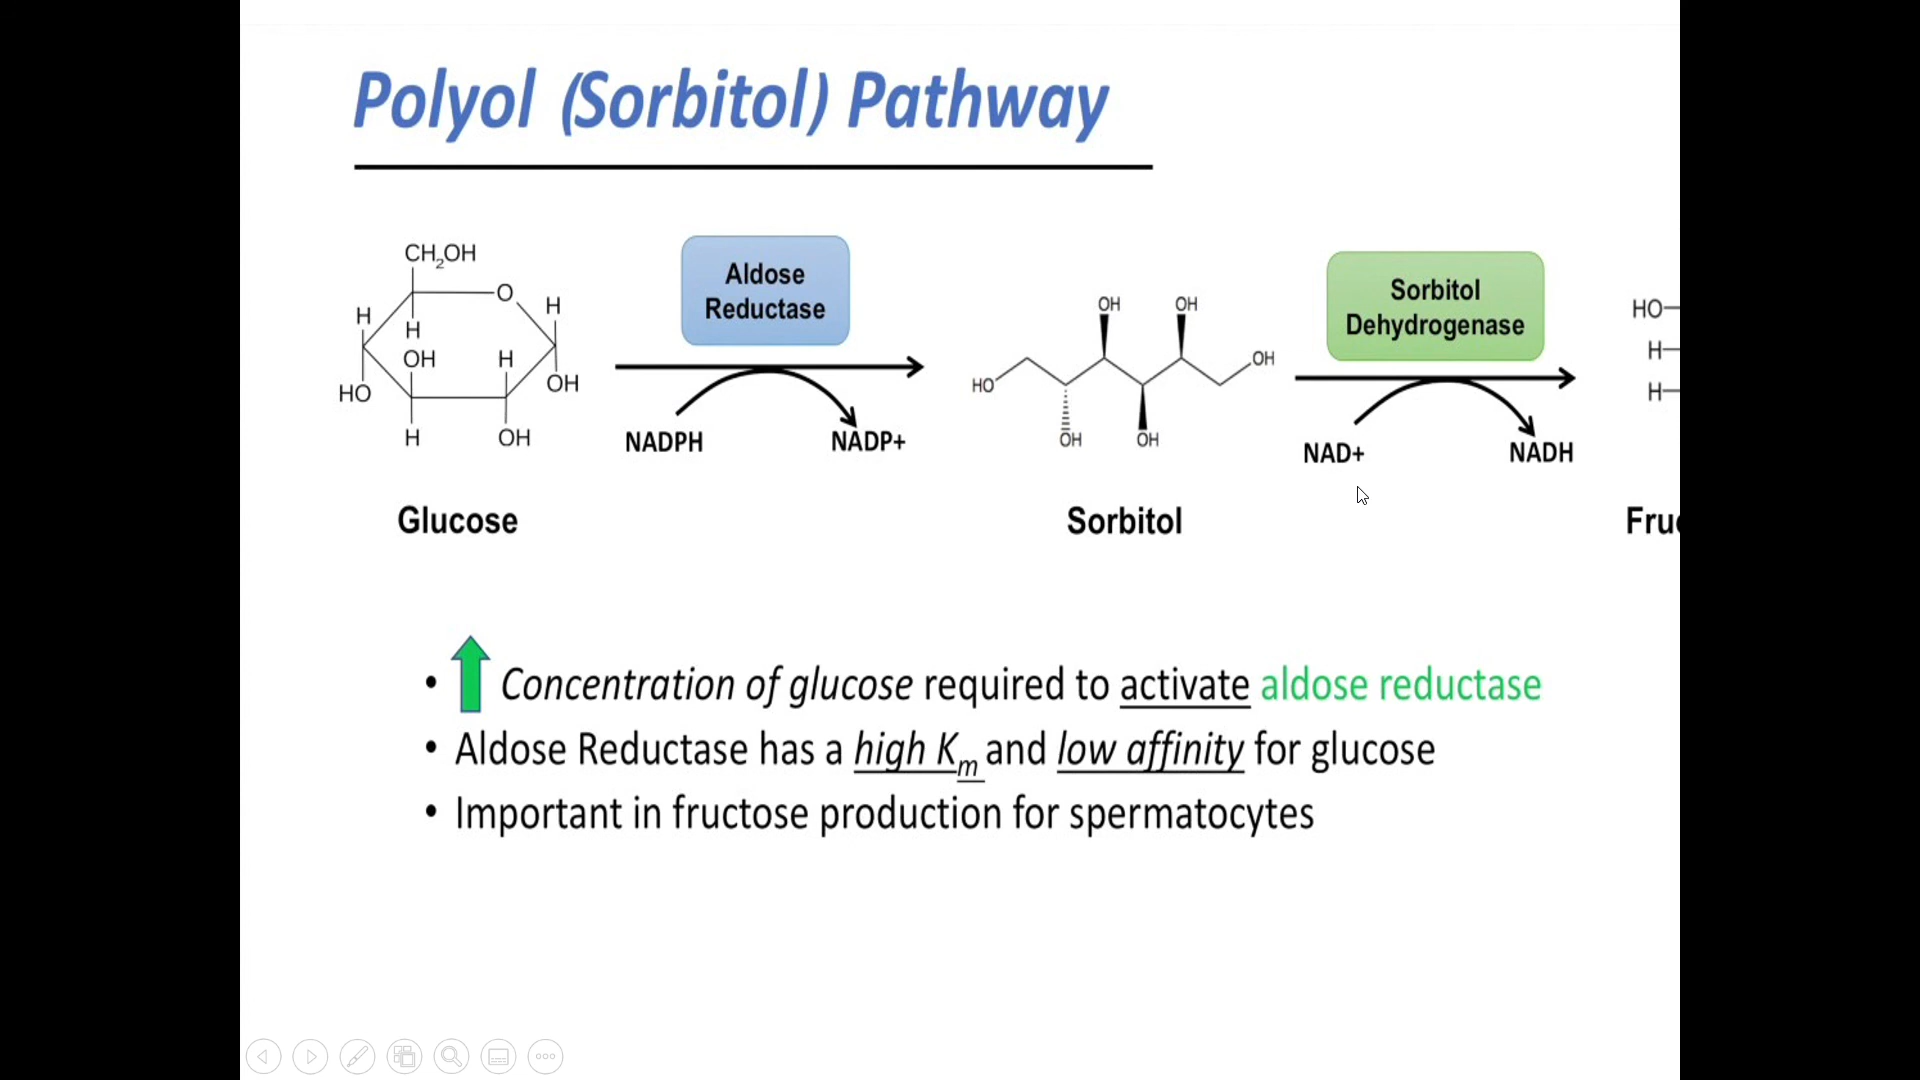 Polyol (Sorbitol) Pathway
CH2OH
O
H
H
H
OH
H
HO
OH
H
OH
Glucose
Aldose
Reductase
NADPH
NADP+
OH
OH
HO
OH
OH
OH
Sorbitol
Sorbitol
Dehydrogenase
NAD+
NADH
HO
H
H
• Concentration of glucose required to activate aldose reductase
• Aldose Reductase has a high Km and low affinity for glucose
• Important in fructose production for spermatocytes